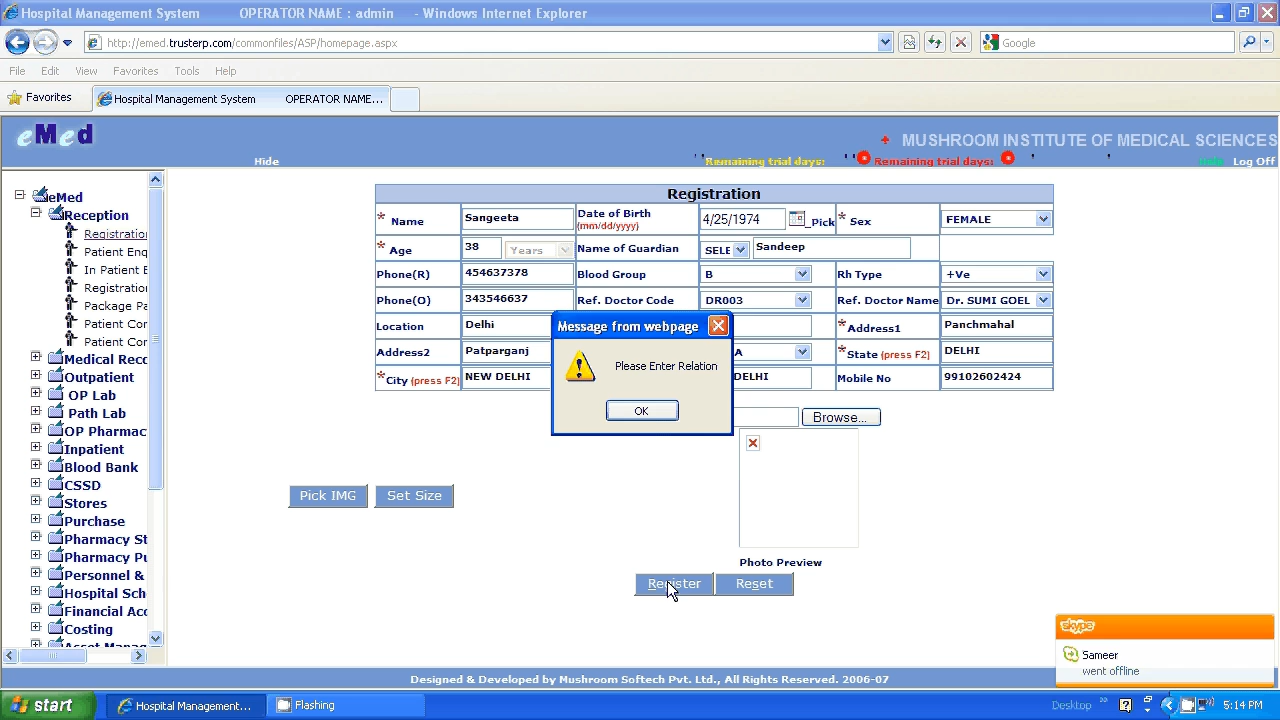 Hospital Management System OPERATOR NAME : admin - Windows Internet Explorer
http://emed.trusterp.com/commonfiles/ASP/homepage.aspx
Google
File Edit View Favorites Tools Help
Favorites
Hospital Management System OPERATOR NAME...
eMed
MUSHROOM INSTITUTE OF MEDICAL SCIENCES
Hide
Remaining trial days: Remaining trial days:
Help Log Off
eMed
Reception
Registratio
Patient Enq
In Patient E
Registration
Package Pa
Patient Cor
Patient Cor
Medical Reco
Outpatient
OP Lab
Path Lab
OP Pharmac
Inpatient
Blood Bank
CSSD
Stores
Purchase
Pharmacy St
Pharmacy Pu
Personnel &
Hospital Sch
Financial Acc
Costing
Asset Manag
Registration
* Name Sangeeta Date of Birth (mm/dd/yyyy) 4/25/1974 Pick * Sex FEMALE
* Age 38 Years Name of Guardian SELE Sandeep
Phone(R) 454637378 Blood Group B Rh Type +Ve
Phone(O) 343546637 Ref. Doctor Code DR003 Ref. Doctor Name Dr. SUMI GOEL
Location Delhi *Address1 Panchmahal
Address2 Patparganj A *State (press F2) DELHI
*City (press F2) NEW DELHI DELHI Mobile No 99102602424
Message from webpage
Please Enter Relation
OK
Browse...
Pick IMG Set Size
Photo Preview
Register Reset
skype
Sameer
went offline
Designed & Developed by Mushroom Softech Pvt. Ltd., All Rights Reserved. 2006-07
start
Hospital Management...
Flashing
Desktop »
5:14 PM